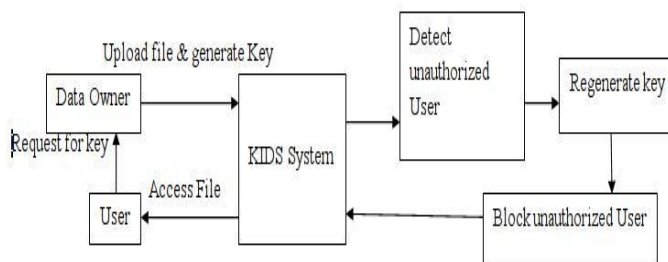 Upload file & generate Key
Data Owner
Request for key
User
Access File
KIDS System
Detect
unauthorized
User
Regenerate key
Block unauthorized User